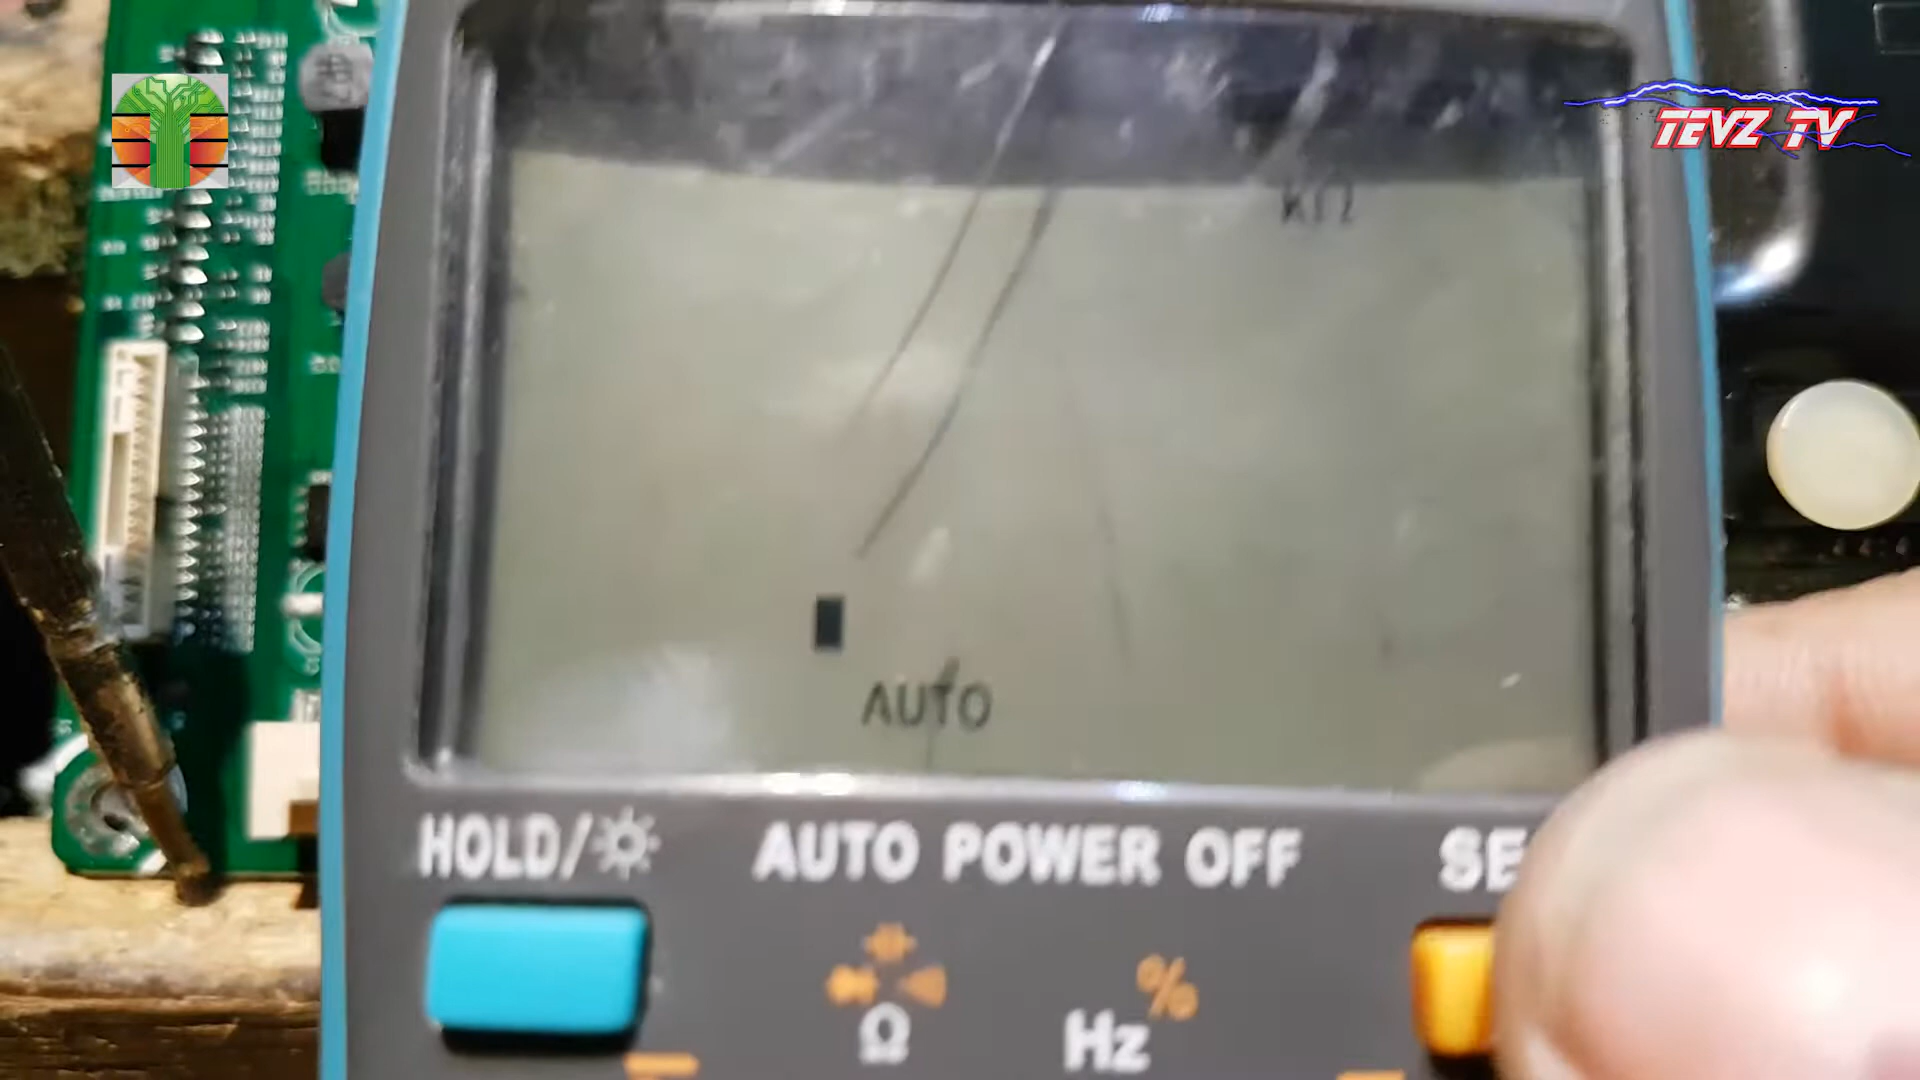 TEVZ TV
KΩ
AUTO
HOLD/
AUTO POWER OFF
SE
%
Ω
Hz